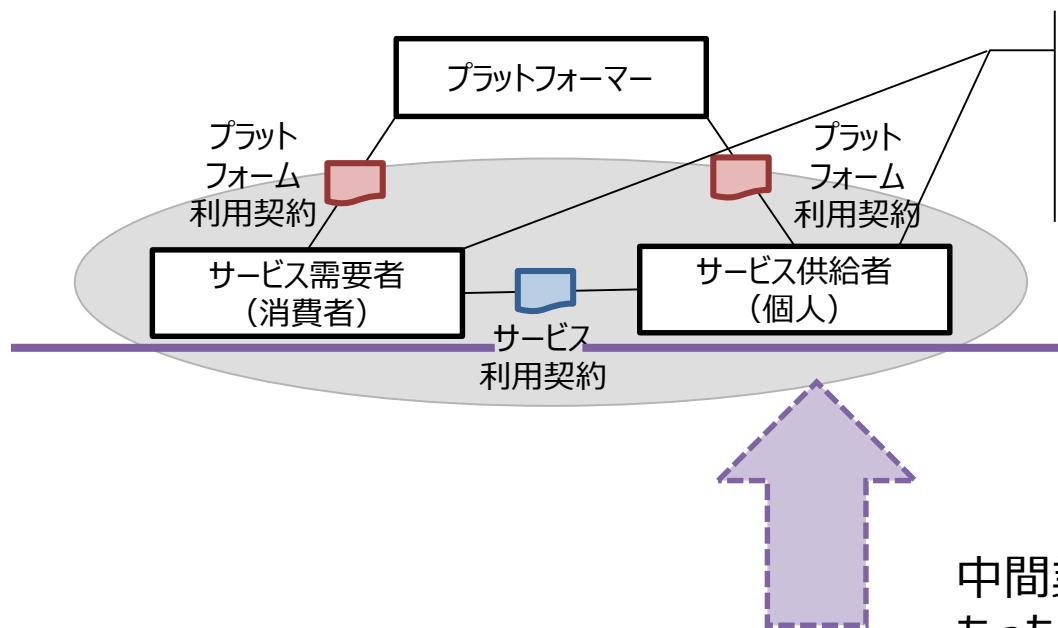 プラットフォーマー
プラット
フォーム
利用契約
プラット
フォーム
利用契約
サービス需要者
（消費者）
サービス供給者
（個人）
サービス
利用契約
中間